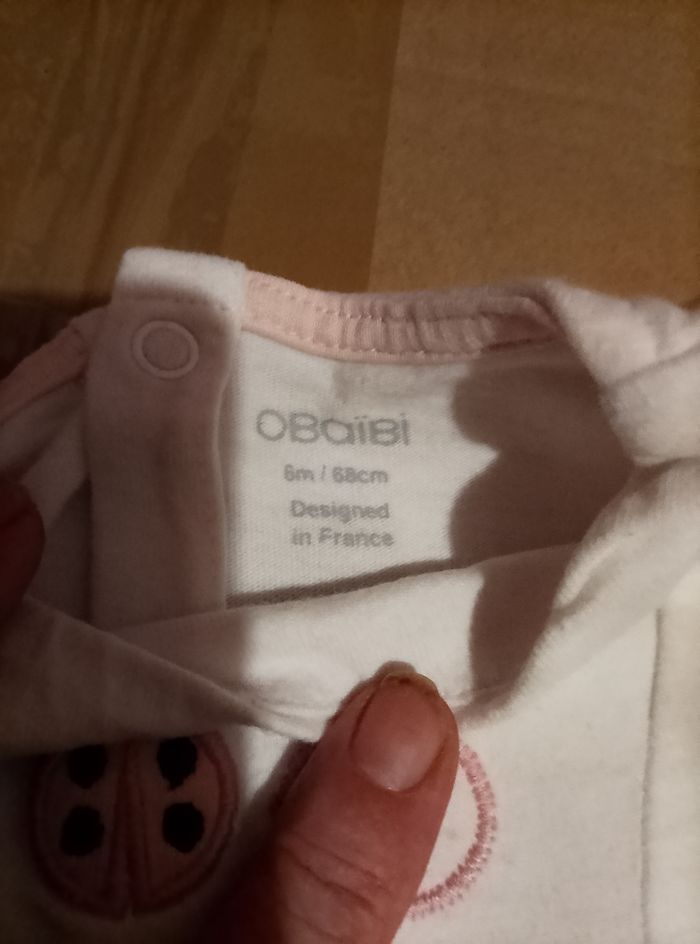 OBaïBi
6m / 68cm
Designed
in France